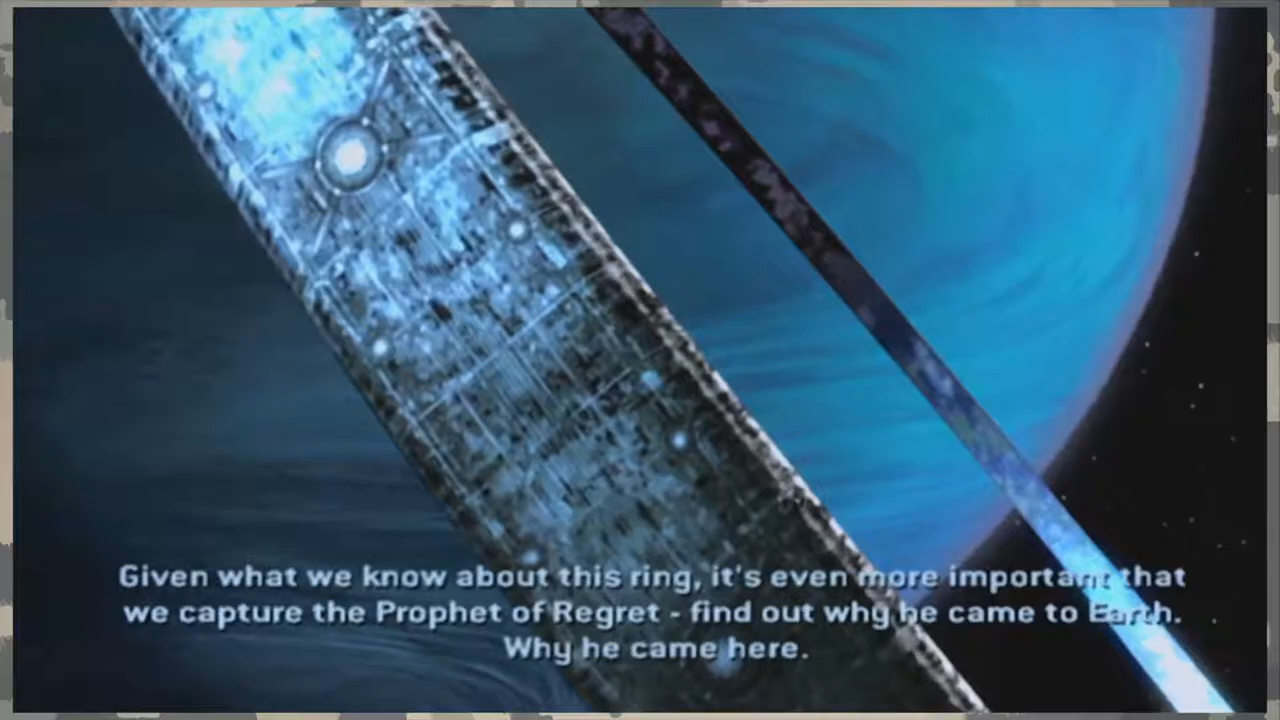 Given what we know about this ring, it's even more important that
we capture the Prophet of Regret - find out why he came to Earth.
Why he came here.